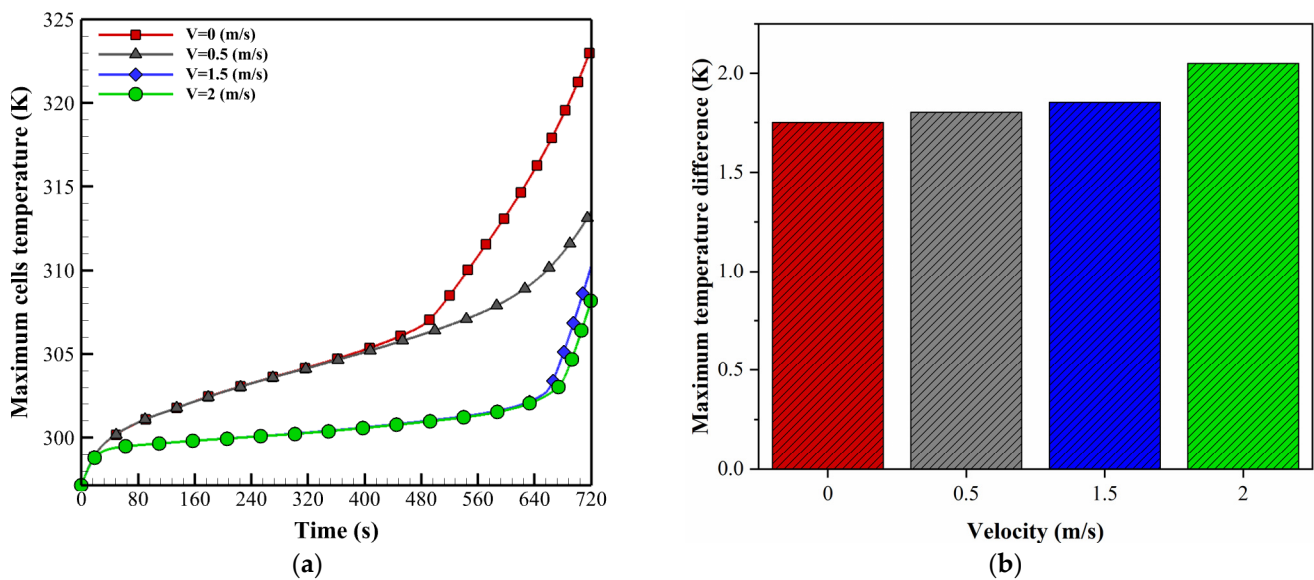 325
320
315
310
305
300
Maximum cells temperature (K)
V=0 (m/s)
V=0.5 (m/s)
V=1.5 (m/s)
V=2 (m/s)
0 80 160 240 320 400 480 560 640 720
Time (s)
(a)
2.0
1.5
1.0
0.5
0.0
Maximum temperature difference (K)
0 0.5 1.5 2
Velocity (m/s)
(b)